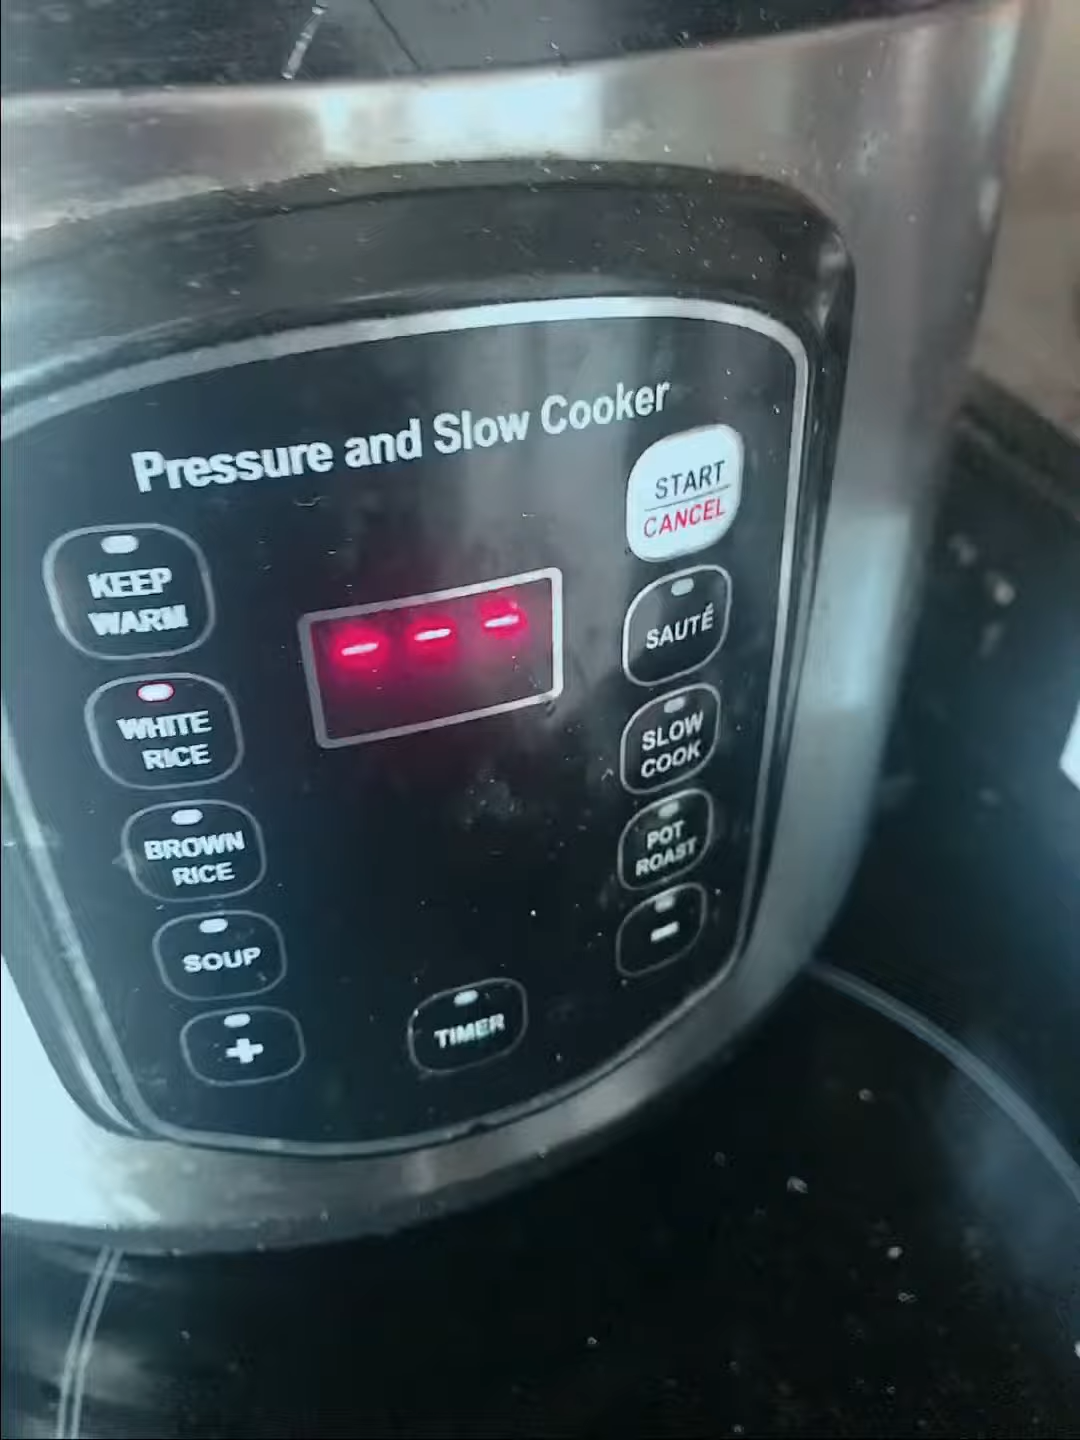 Pressure and Slow Cooker
START
CANCEL
KEEP
WARM
SAUTÉ
WHITE
RICE
SLOW
COOK
BROWN
RICE
POT
ROAST
SOUP
-
+
TIMER
- - -